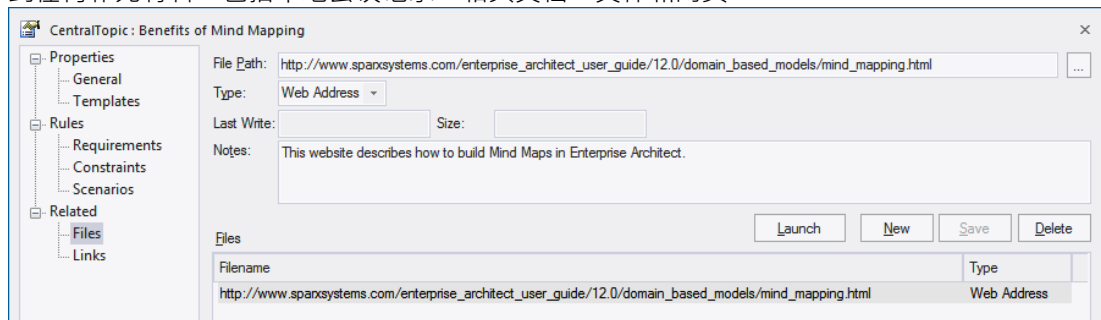 CentralTopic : Benefits of Mind Mapping
Properties
General
Templates
Rules
Requirements
Constraints
Scenarios
Related
Files
Links
File Path: http://www.sparxsystems.com/enterprise_architect_user_guide/12.0/domain_based_models/mind_mapping.html ...
Type: Web Address
Last Write: Size:
Notes: This website describes how to build Mind Maps in Enterprise Architect.
Launch New Save Delete
Files
Filename Type
http://www.sparxsystems.com/enterprise_architect_user_guide/12.0/domain_based_models/mind_mapping.html Web Address